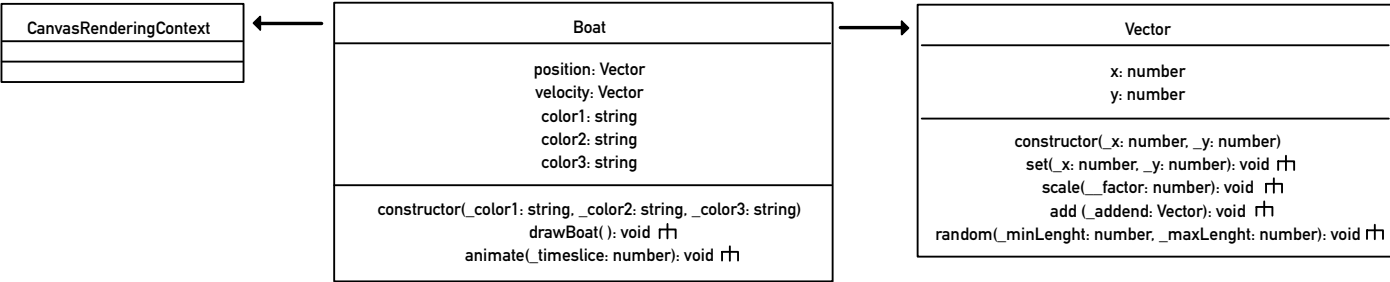 CanvasRenderingContext
Boat
position: Vector
velocity: Vector
color1: string
color2: string
color3: string
constructor(_color1: string, _color2: string, _color3: string)
drawBoat( ): void
animate(_timeslice: number): void
Vector
x: number
y: number
constructor(_x: number, _y: number)
set(_x: number, _y: number): void
scale(__factor: number): void
add (_addend: Vector): void
random(_minLenght: number, _maxLenght: number): void